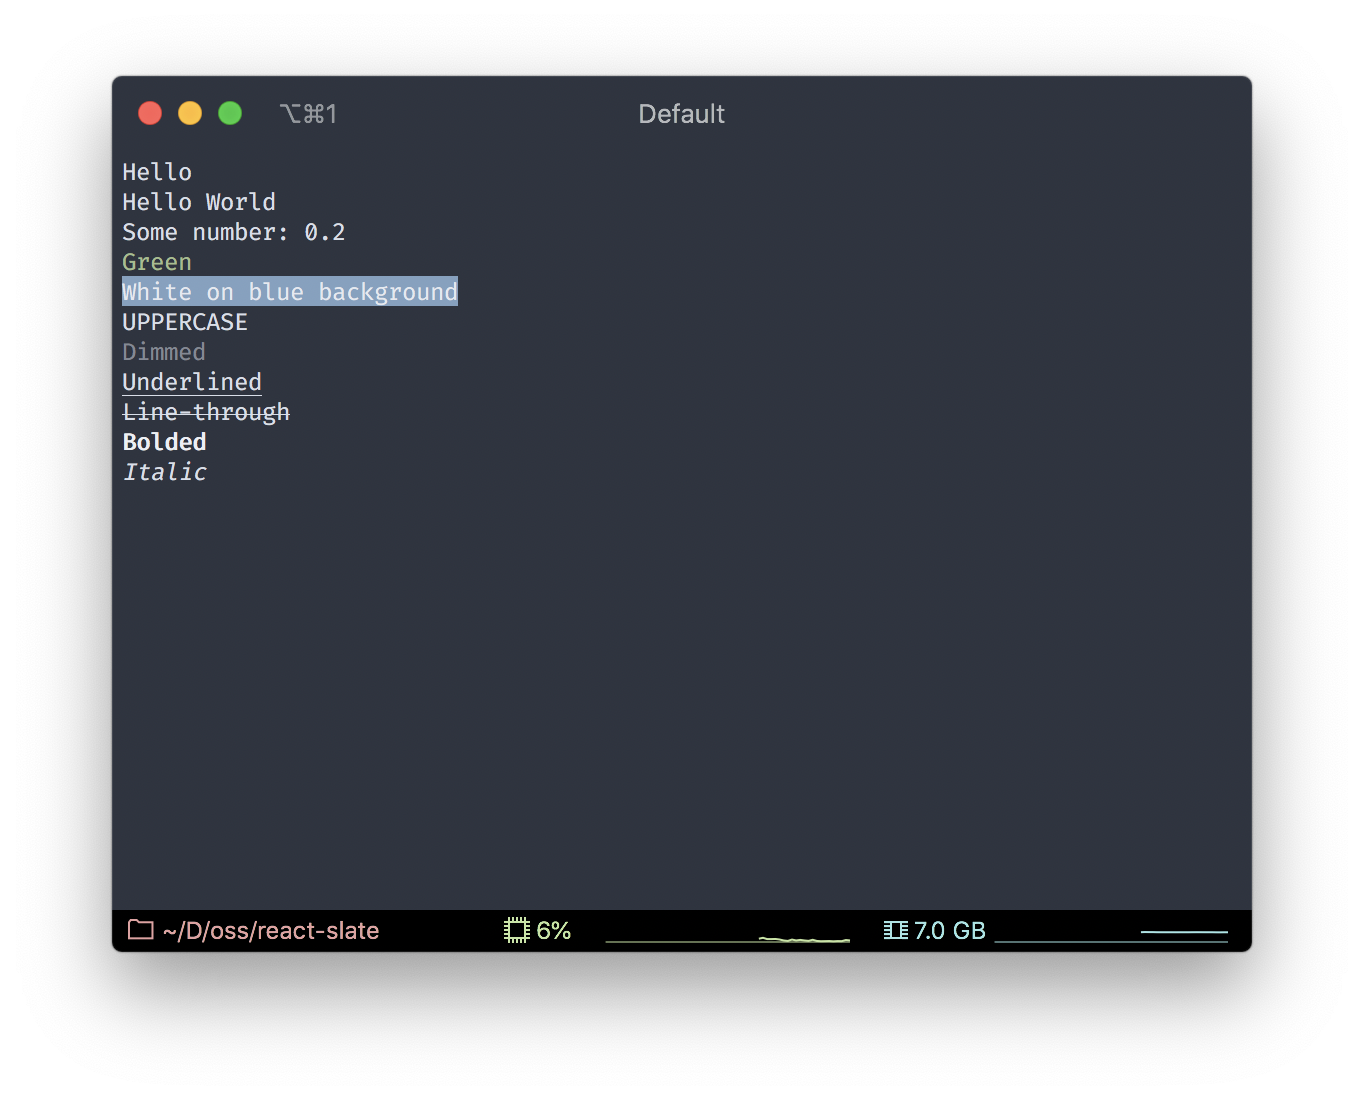 ⌥⌘1 Default
Hello
Hello World
Some number: 0.2
Green
White on blue background
UPPERCASE
Dimmed
Underlined
Line-through
Bolded
Italic
~/D/oss/react-slate 6% 7.0 GB